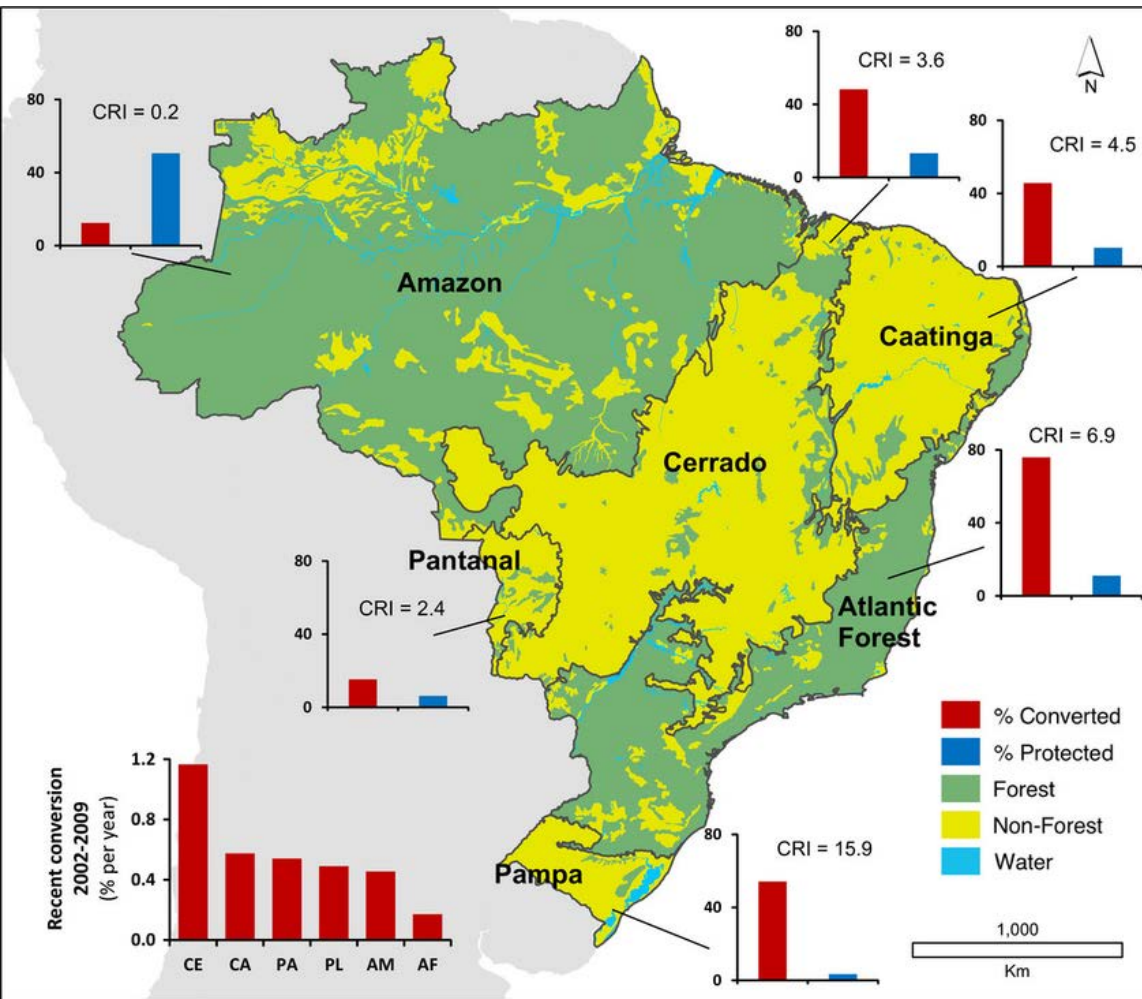 80
40
0
CRI = 0.2
80
40
0
CRI = 3.6
N
80
40
0
CRI = 4.5
Amazon
Caatinga
Cerrado
80
40
0
CRI = 6.9
Pantanal
80
40
0
CRI = 2.4
Atlantic
Forest
% Converted
% Protected
Forest
Non-Forest
Water
Recent conversion
2002-2009
(% per year)
1.2
0.8
0.4
0.0
CE CA PA PL AM AF
Pampa
80
40
0
CRI = 15.9
1,000
Km